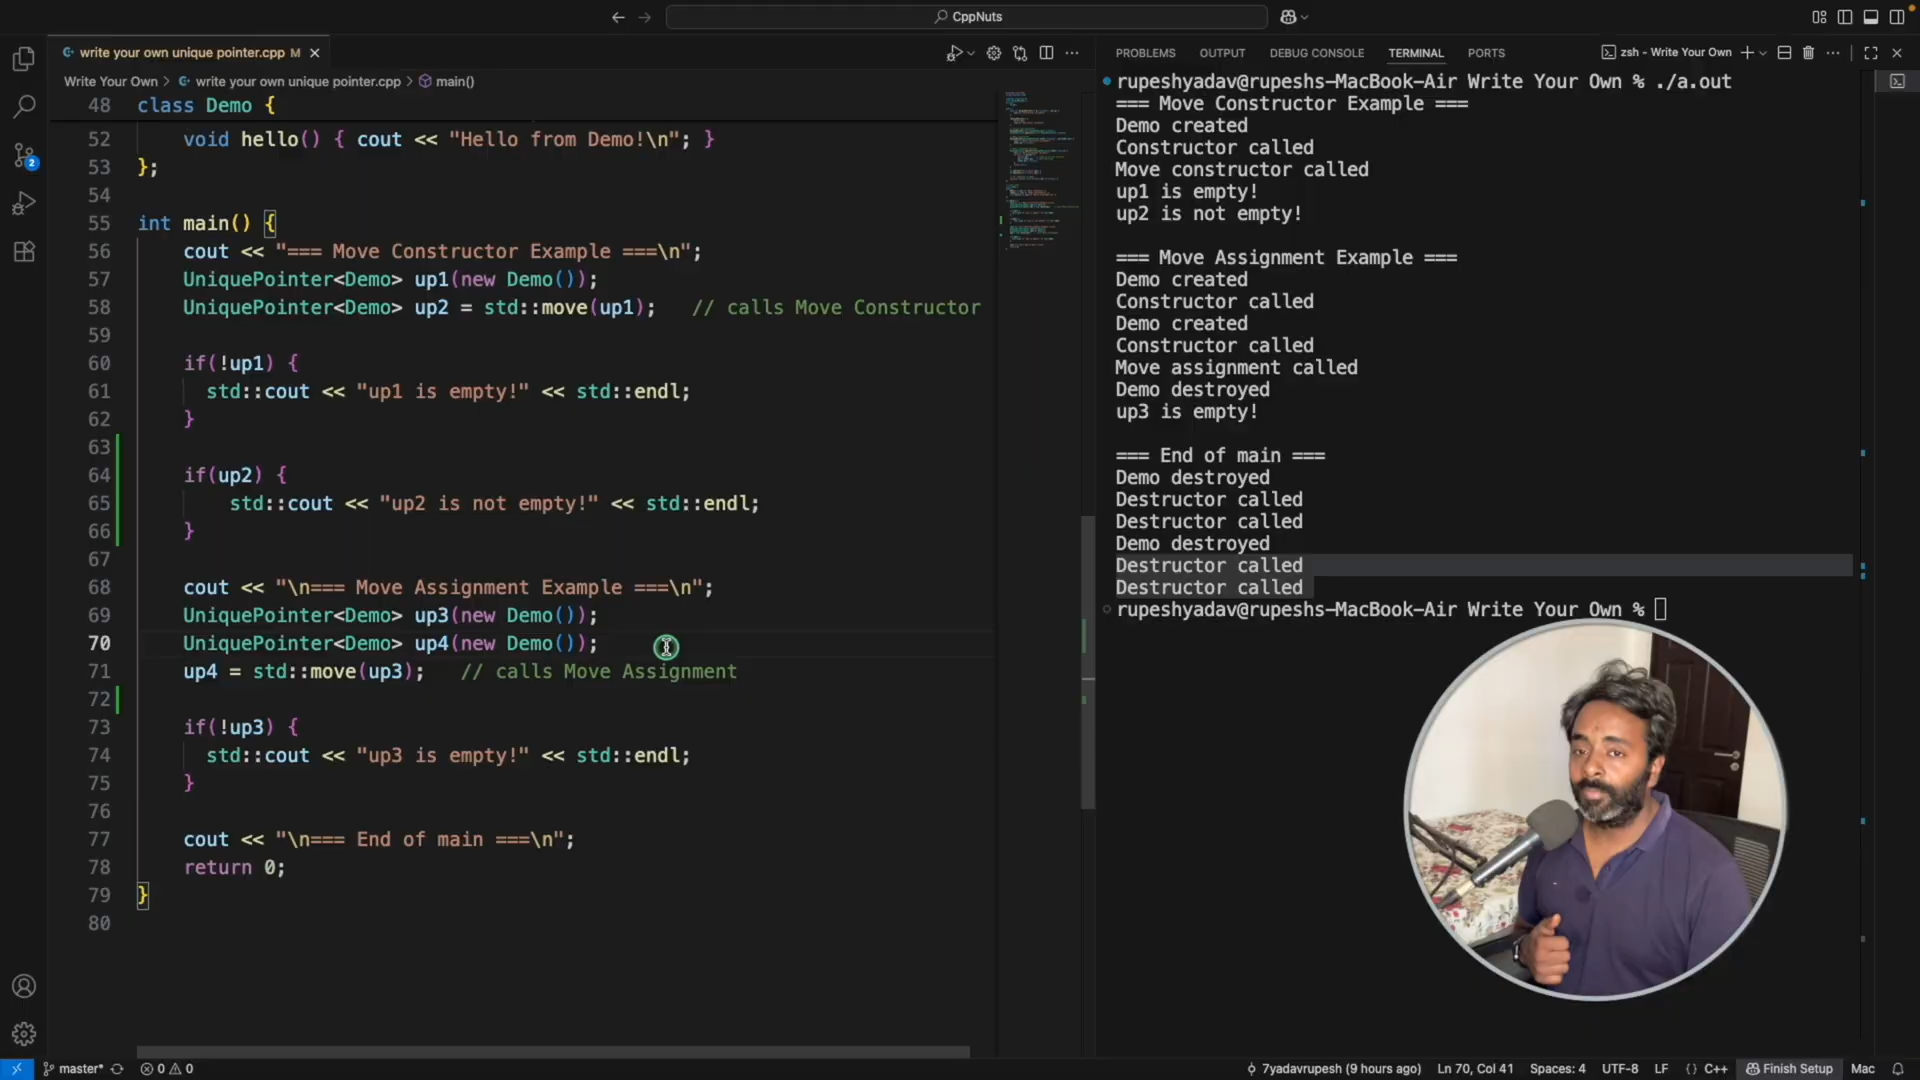 CppNuts
write your own unique pointer.cpp M
Write Your Own > write your own unique pointer.cpp > main()
48 class Demo {
52 void hello() { cout << "Hello from Demo!\n"; }
53 };
54
55 int main() {
56 cout << "=== Move Constructor Example ===\n";
57 UniquePointer<Demo> up1(new Demo());
58 UniquePointer<Demo> up2 = std::move(up1); // calls Move Constructor
59
60 if(!up1) {
61 std::cout << "up1 is empty!" << std::endl;
62 }
63
64 if(up2) {
65 std::cout << "up2 is not empty!" << std::endl;
66 }
67
68 cout << "\n=== Move Assignment Example ===\n";
69 UniquePointer<Demo> up3(new Demo());
70 UniquePointer<Demo> up4(new Demo());
71 up4 = std::move(up3); // calls Move Assignment
72
73 if(!up3) {
74 std::cout << "up3 is empty!" << std::endl;
75 }
76
77 cout << "\n=== End of main ===\n";
78 return 0;
79 }
80
PROBLEMS OUTPUT DEBUG CONSOLE TERMINAL PORTS zsh - Write Your Own
rupeshyadav@rupeshs-MacBook-Air Write Your Own % ./a.out
=== Move Constructor Example ===
Demo created
Constructor called
Move constructor called
up1 is empty!
up2 is not empty!
=== Move Assignment Example ===
Demo created
Constructor called
Demo created
Constructor called
Move assignment called
Demo destroyed
up3 is empty!
=== End of main ===
Demo destroyed
Destructor called
Destructor called
Demo destroyed
Destructor called
Destructor called
rupeshyadav@rupeshs-MacBook-Air Write Your Own %
2
master* 0 0 7yadavrupesh (9 hours ago) Ln 70, Col 41 Spaces: 4 UTF-8 LF {} C++ Finish Setup Mac